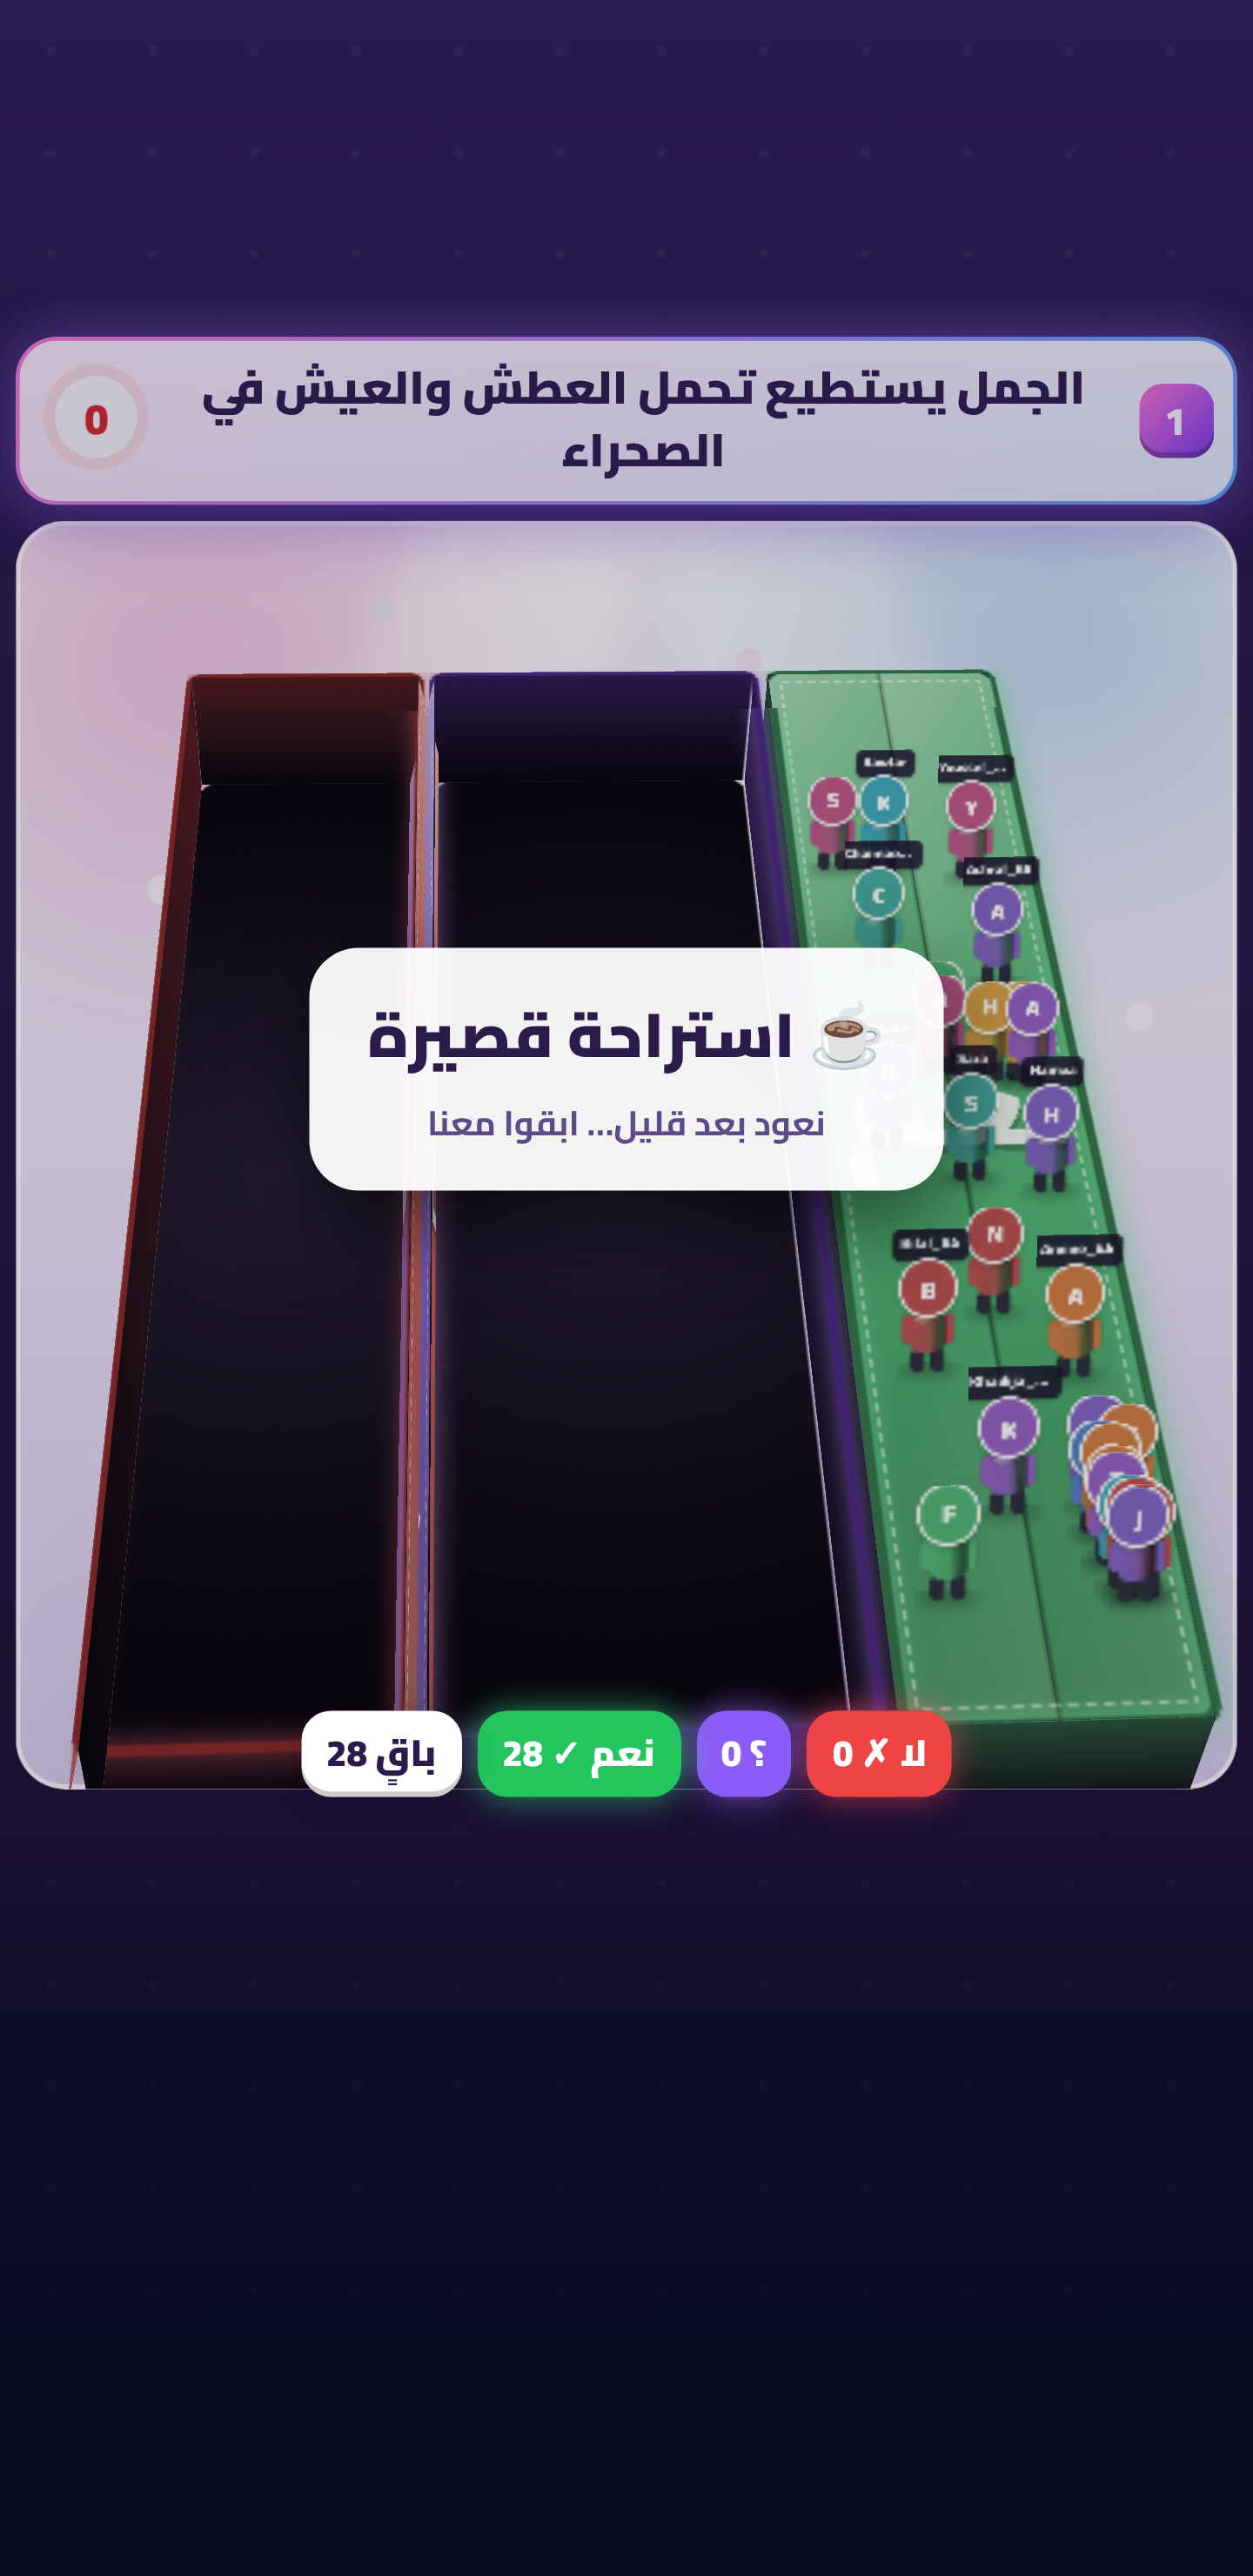 1
الجمل يستطيع تحمل العطش والعيش في
الصحراء
0
S
K
Y
C
A
H
A
☕ استراحة قصيرة
نعود بعد قليل... ابقوا معنا
S
H
N
B
A
K
F
J
لا ✗ 0
؟ 0
نعم ✓ 28
باقٍ 28